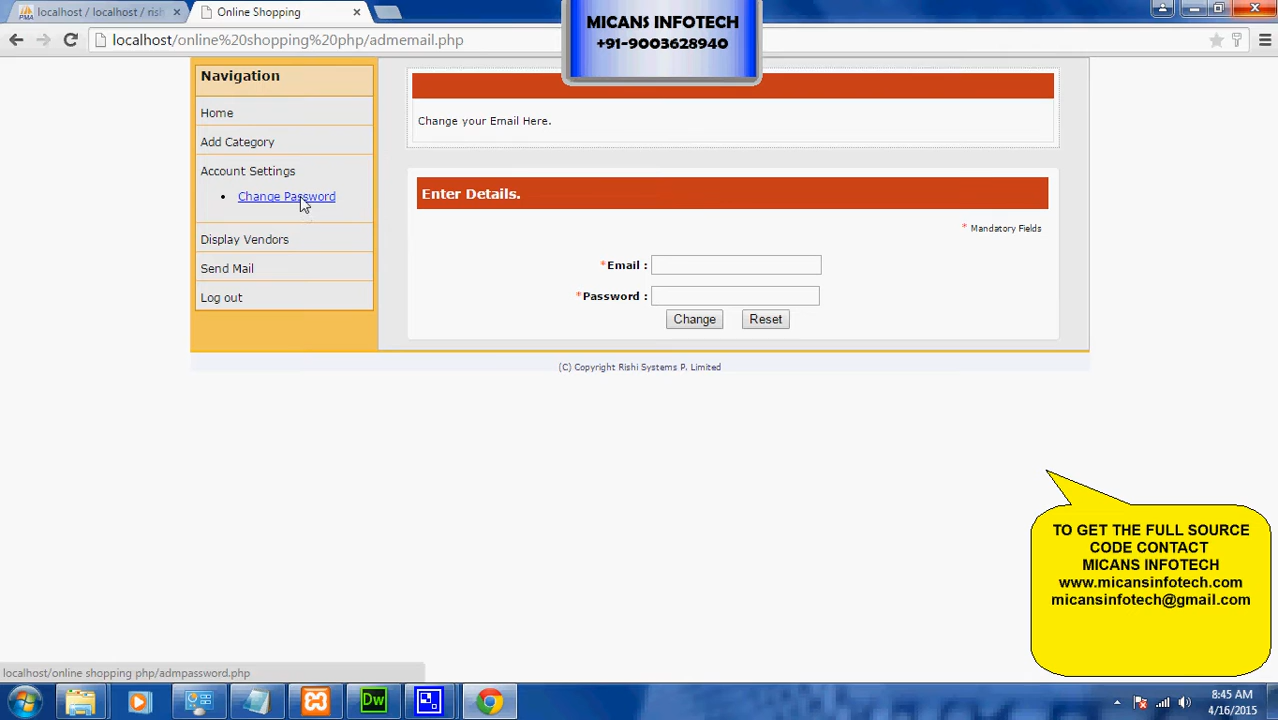 localhost / localhost / rish
Online Shopping
localhost/online%20shopping%20php/admemail.php
MICANS INFOTECH
+91-9003628940
Navigation
Home
Add Category
Account Settings
Change Password
Display Vendors
Send Mail
Log out
Change your Email Here.
Enter Details.
* Mandatory Fields
*Email :
*Password :
Change Reset
(C) Copyright Rishi Systems P. Limited
TO GET THE FULL SOURCE
CODE CONTACT
MICANS INFOTECH
www.micansinfotech.com
micansinfotech@gmail.com
localhost/online shopping php/admpassword.php
Dw
8:45 AM
4/16/2015